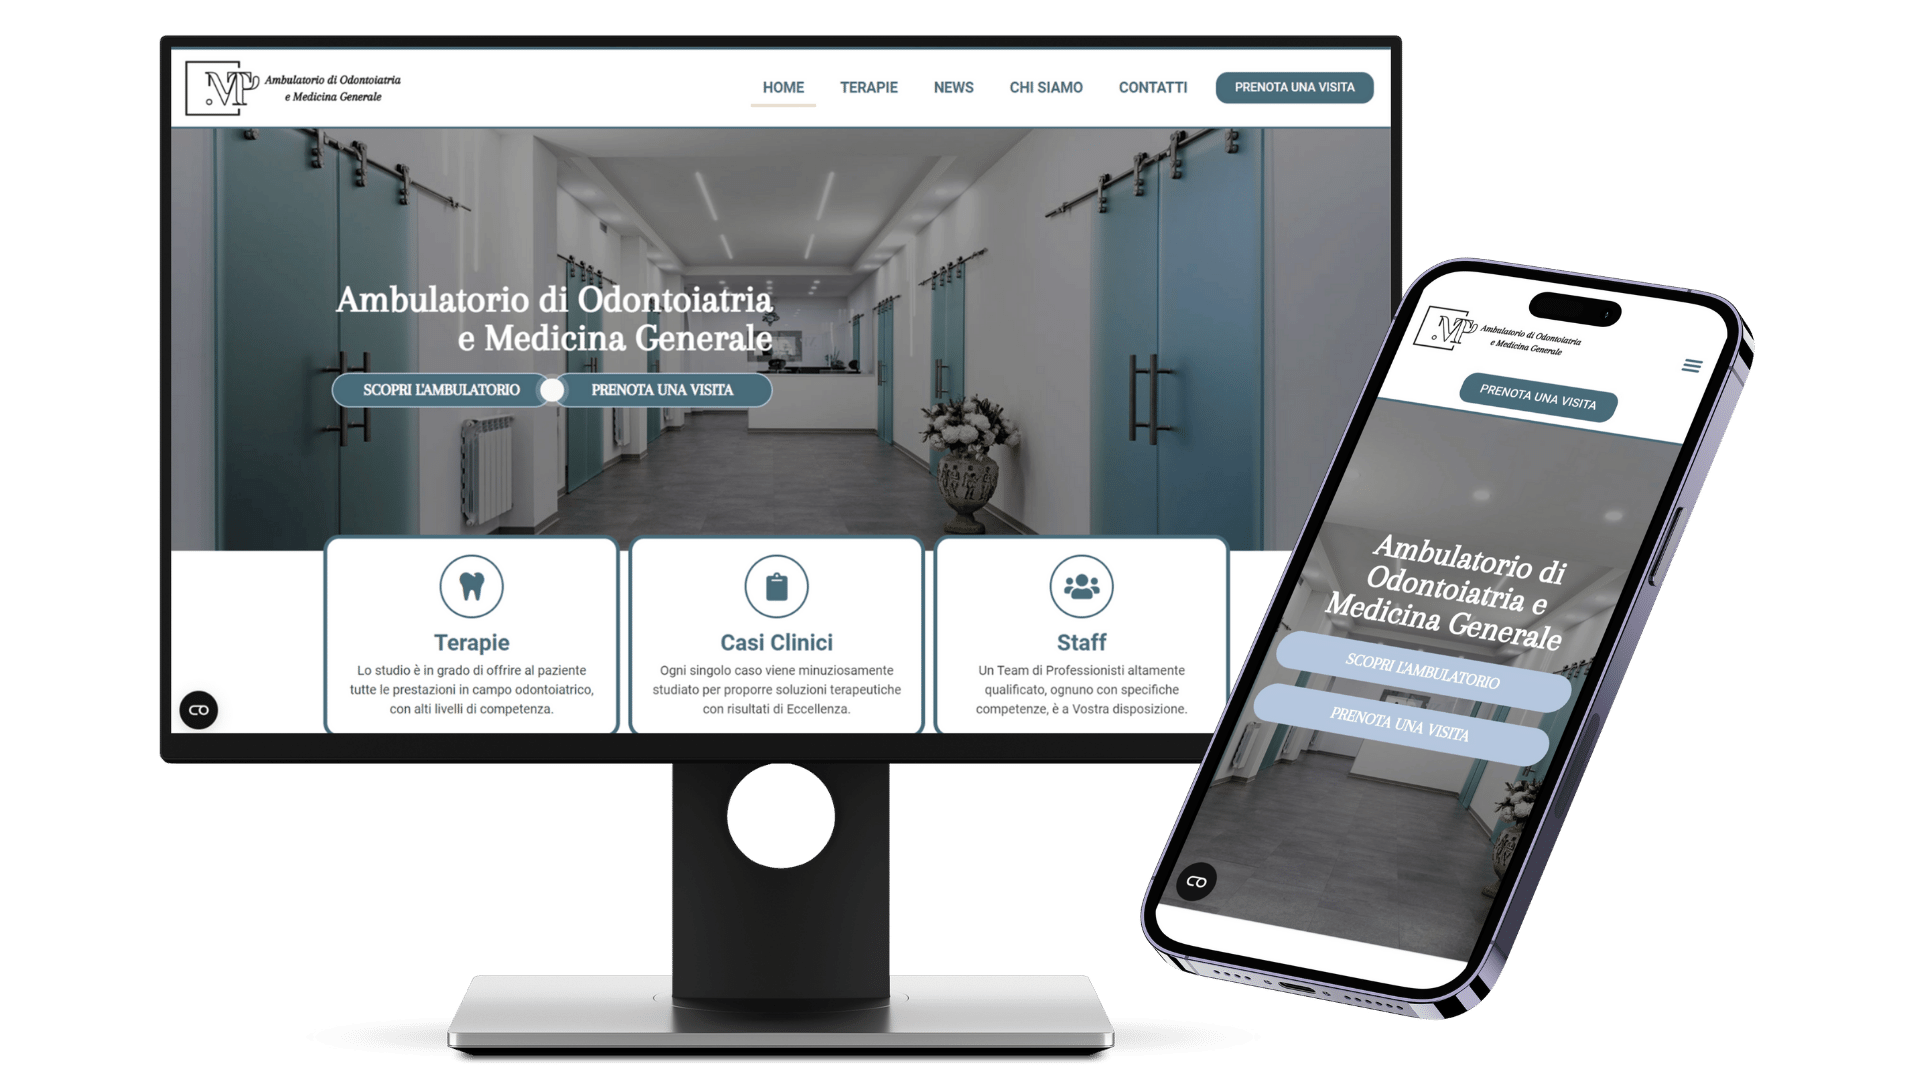 MP
Ambulatorio di Odontoiatria
e Medicina Generale
HOME
TERAPIE
NEWS
CHI SIAMO
CONTATTI
PRENOTA UNA VISITA
Ambulatorio di Odontoiatria
e Medicina Generale
SCOPRI L'AMBULATORIO
PRENOTA UNA VISITA
Terapie
Lo studio è in grado di offrire al paziente
tutte le prestazioni in campo odontoiatrico,
con alti livelli di competenza.
Casi Clinici
Ogni singolo caso viene minuziosamente
studiato per proporre soluzioni terapeutiche
con risultati di Eccellenza.
Staff
Un Team di Professionisti altamente
qualificato, ognuno con specifiche
competenze, è a Vostra disposizione.
MP
Ambulatorio di Odontoiatria
e Medicina Generale
PRENOTA UNA VISITA
Ambulatorio di
Odontoiatria e
Medicina Generale
SCOPRI L'AMBULATORIO
PRENOTA UNA VISITA